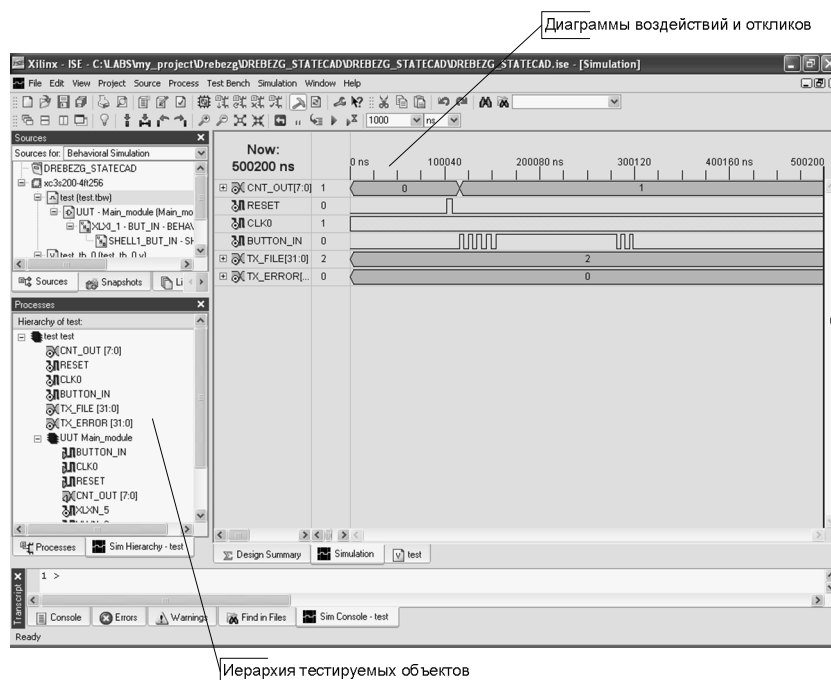 Диаграммы воздействий и откликов
Xilinx - ISE - C:\LABS\my_project\Drebezg\DREBEZG_STATECAD\DREBEZG_STATECAD\DREBEZG_STATECAD.ise - [Simulation]
File Edit View Project Source Process Test Bench Simulation Window Help
1000 ns
Sources
Sources for: Behavioral Simulation
DREBEZG_STATECAD
xc3s200-4ft256
test (test.tbw)
UUT - Main_module (Main_mo
XLXI_1 - BUT_IN - BEHAV
SHELL1_BUT_IN - SH
test_tb_0 (test_tb_0.v)
Sources Snapshots Li
Processes
Hierarchy of test:
test test
CNT_OUT [7:0]
RESET
CLK0
BUTTON_IN
TX_FILE [31:0]
TX_ERROR [31:0]
UUT Main_module
BUTTON_IN
CLK0
RESET
CNT_OUT [7:0]
XLXN_5
Processes Sim Hierarchy - test
Now:
500200 ns
0 ns 100040 200080 ns 300120 400160 ns 500200
CNT_OUT[7:0] 1 0 1
RESET 0
CLK0 1
BUTTON_IN 0
TX_FILE[31:0] 2 2
TX_ERROR[... 0 0
Design Summary Simulation test
Transcript
1 >
Console Errors Warnings Find in Files Sim Console - test
Ready
Иерархия тестируемых объектов